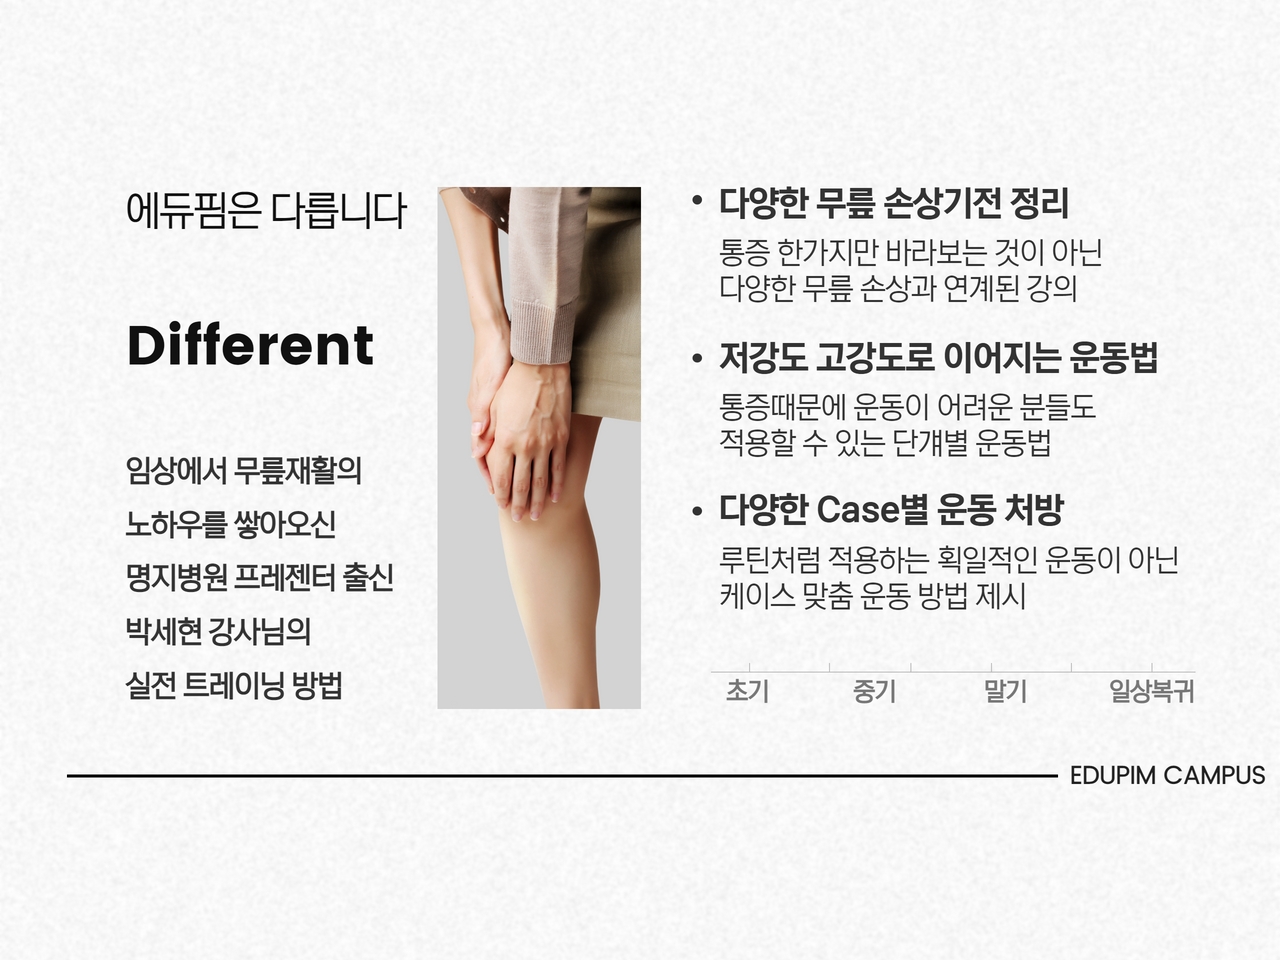 에듀핌은 다릅니다
Different
임상에서 무릎재활의
노하우를 쌓아오신
명지병원 프레젠터 출신
박세현 강사님의
실전 트레이닝 방법
• 다양한 무릎 손상기전 정리
통증 한가지만 바라보는 것이 아닌
다양한 무릎 손상과 연계된 강의
• 저강도 고강도로 이어지는 운동법
통증때문에 운동이 어려운 분들도
적용할 수 있는 단걔별 운동법
• 다양한 Case별 운동 처방
루틴처럼 적용하는 획일적인 운동이 아닌
케이스 맞춤 운동 방법 제시
초기 중기 말기 일상복귀
EDUPIM CAMPUS